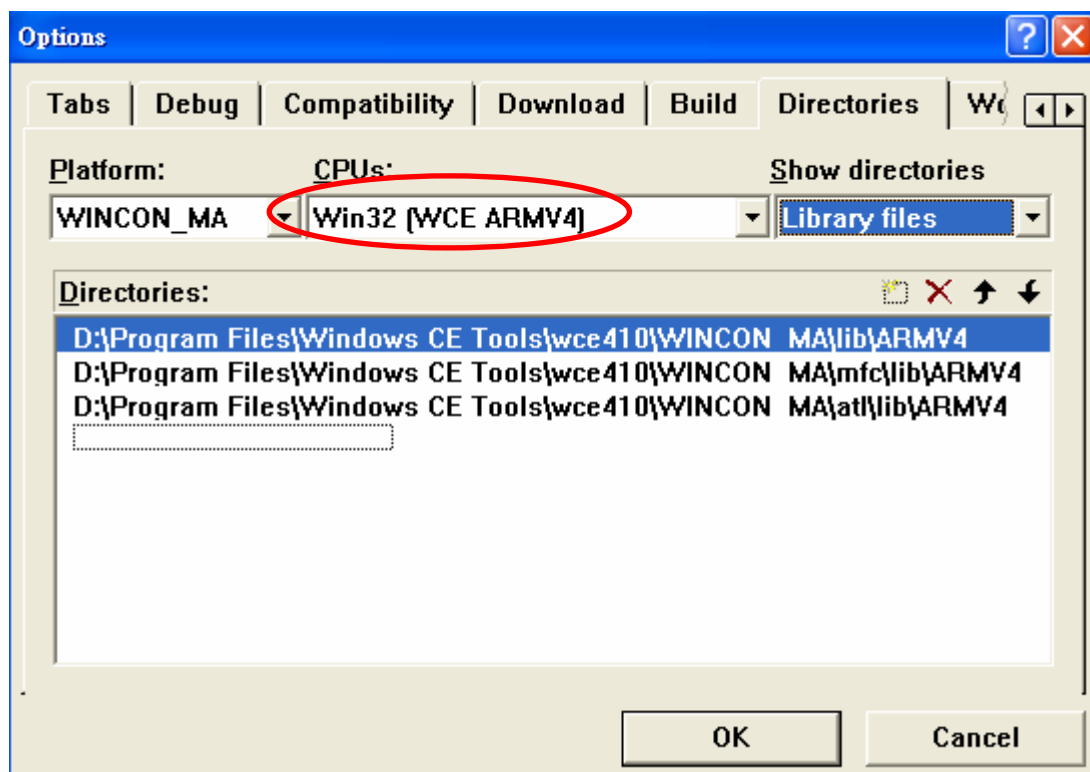 Options
Tabs Debug Compatibility Download Build Directories
Platform: CPUs: Show directories
WINCON_MA Win32 (WCE ARMV4) Library files
Directories:
D:\Program Files\Windows CE Tools\wce410\WINCON MA\lib\ARMV4
D:\Program Files\Windows CE Tools\wce410\WINCON MA\mfc\lib\ARMV4
D:\Program Files\Windows CE Tools\wce410\WINCON MA\atl\lib\ARMV4
OK Cancel